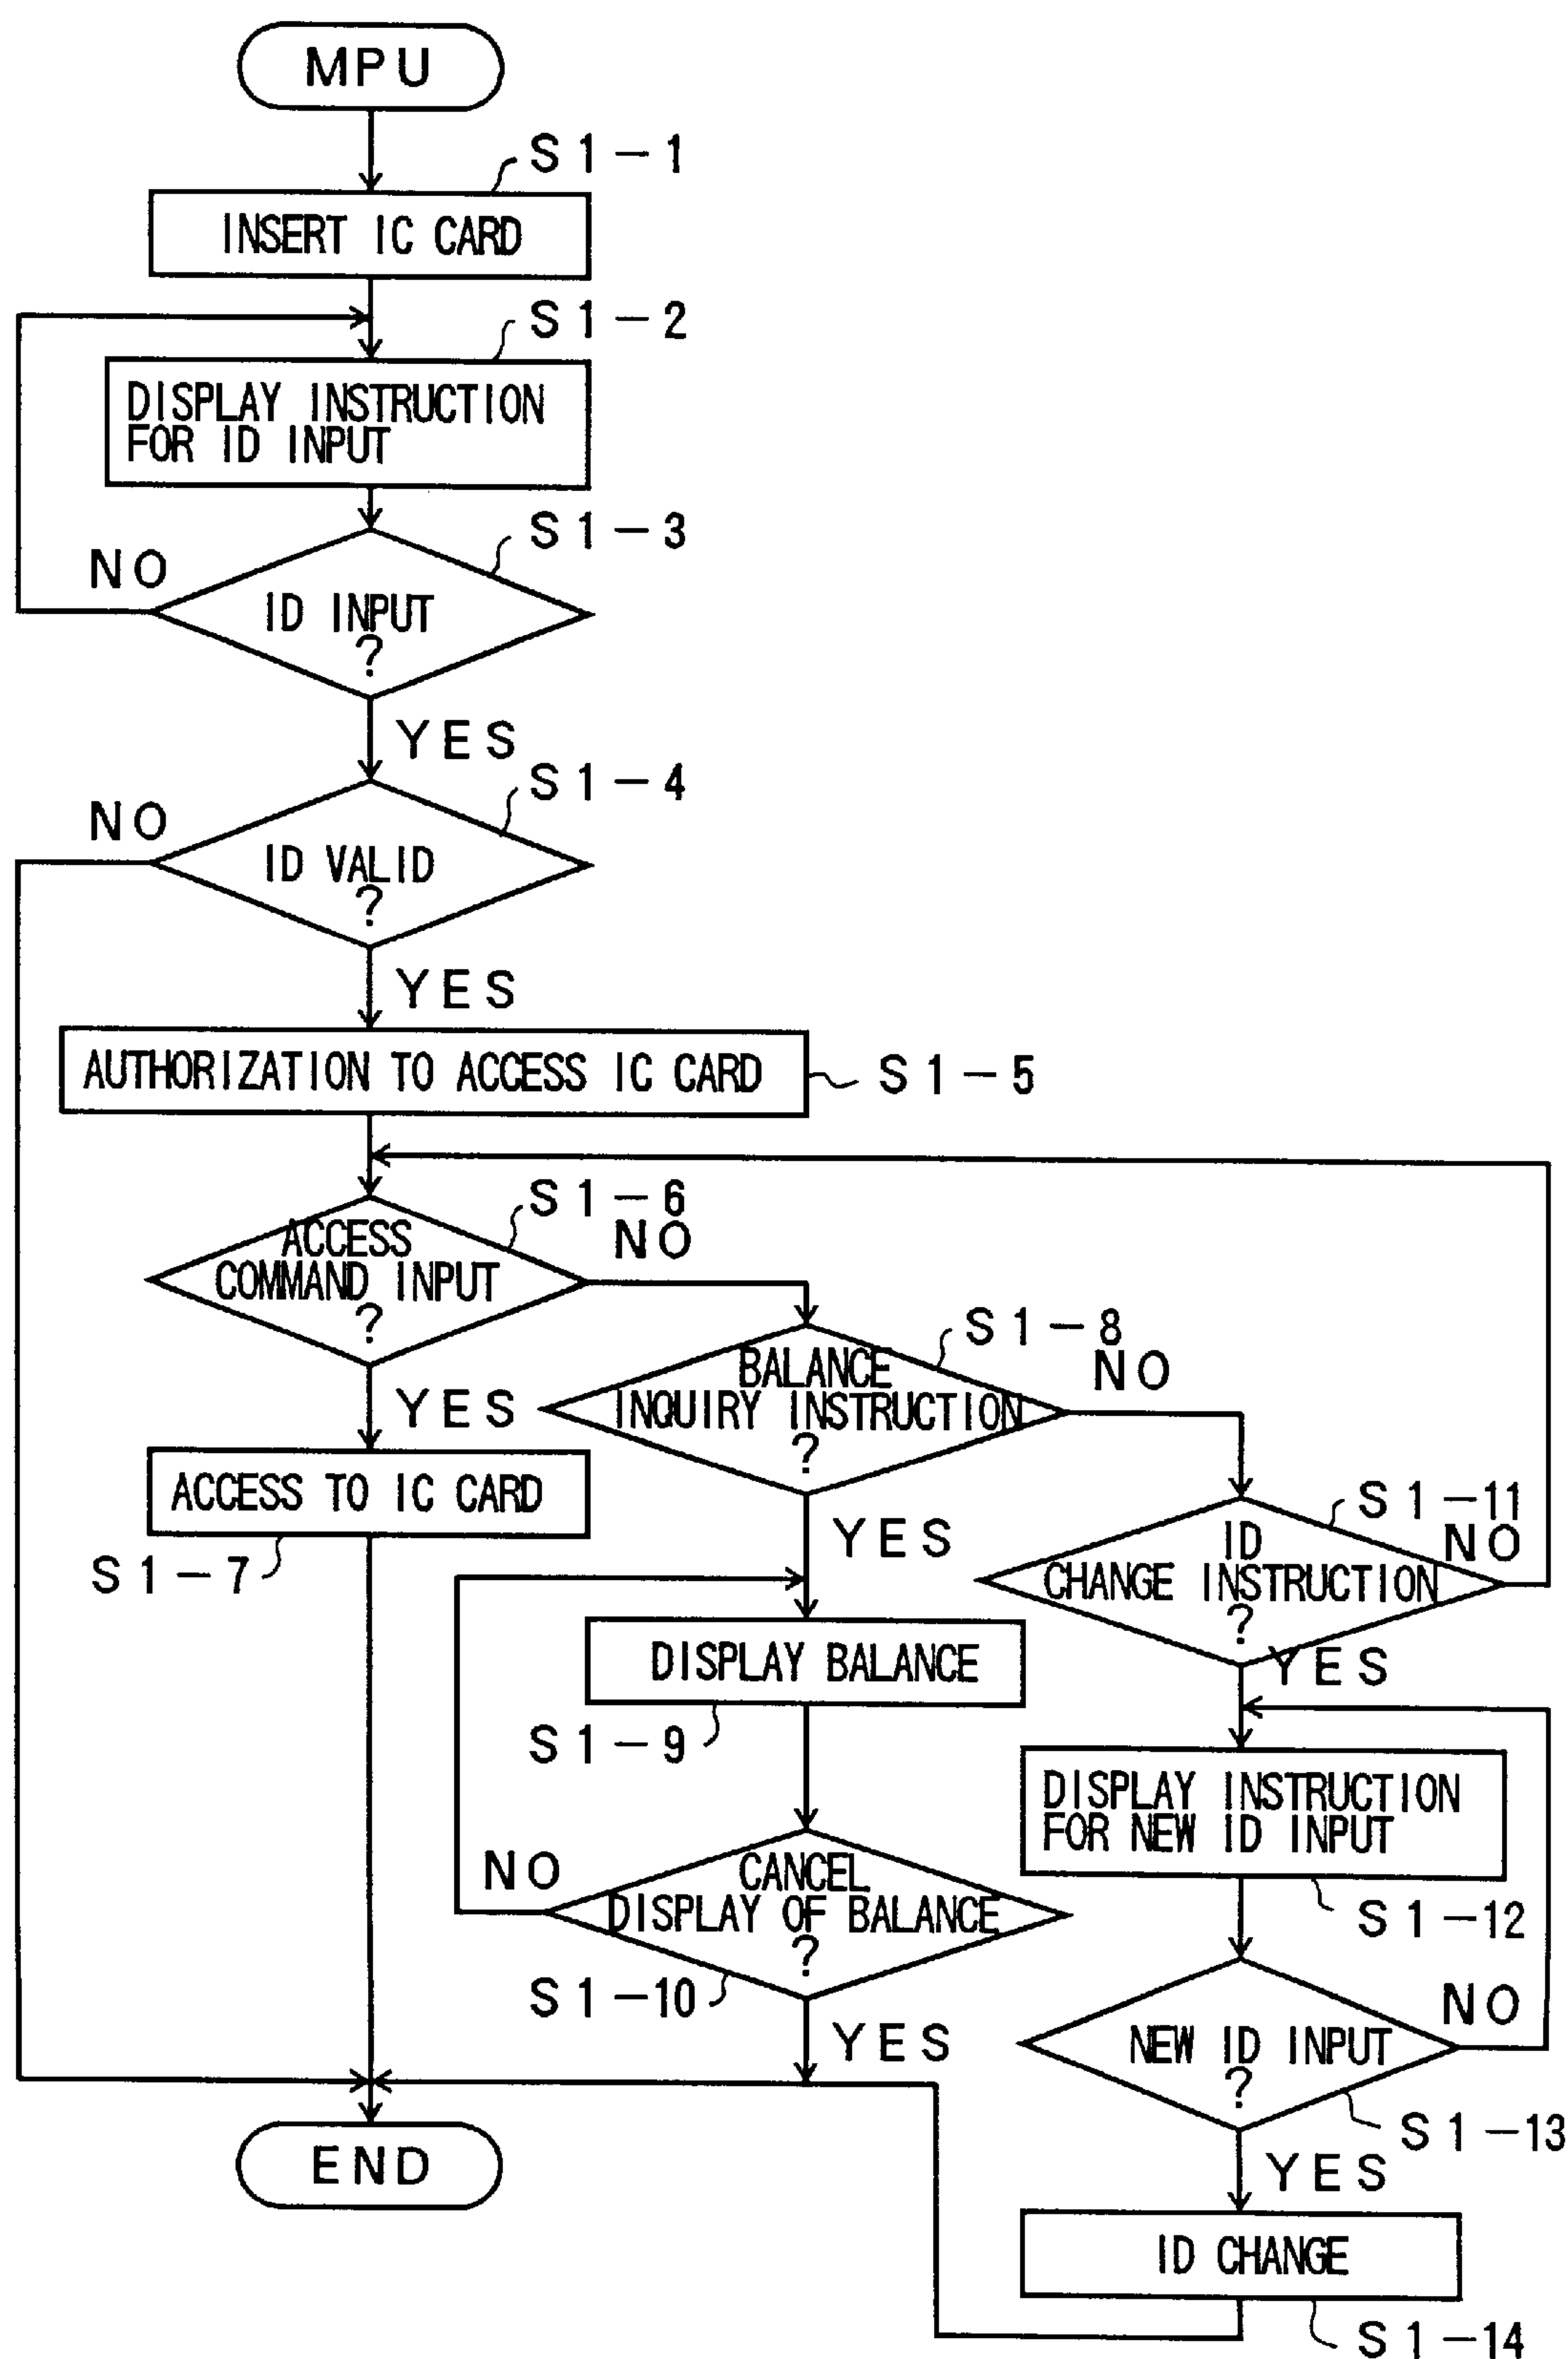 MPU
S1-1
INSERT IC CARD
S1-2
DISPLAY INSTRUCTION
FOR ID INPUT
S1-3
NO
ID INPUT
?
YES
S1-4
NO
ID VALID
?
YES
AUTHORIZATION TO ACCESS IC CARD
S1-5
S1-6
NO
ACCESS
COMMAND INPUT
?
YES
S1-8
NO
BALANCE
INQUIRY INSTRUCTION
?
ACCESS TO IC CARD
S1-7
YES
S1-11
NO
ID
CHANGE INSTRUCTION
?
YES
DISPLAY BALANCE
S1-9
DISPLAY INSTRUCTION
FOR NEW ID INPUT
S1-12
NO
CANCEL
DISPLAY OF BALANCE
?
S1-10
YES
NO
NEW ID INPUT
?
S1-13
YES
END
ID CHANGE
S1-14